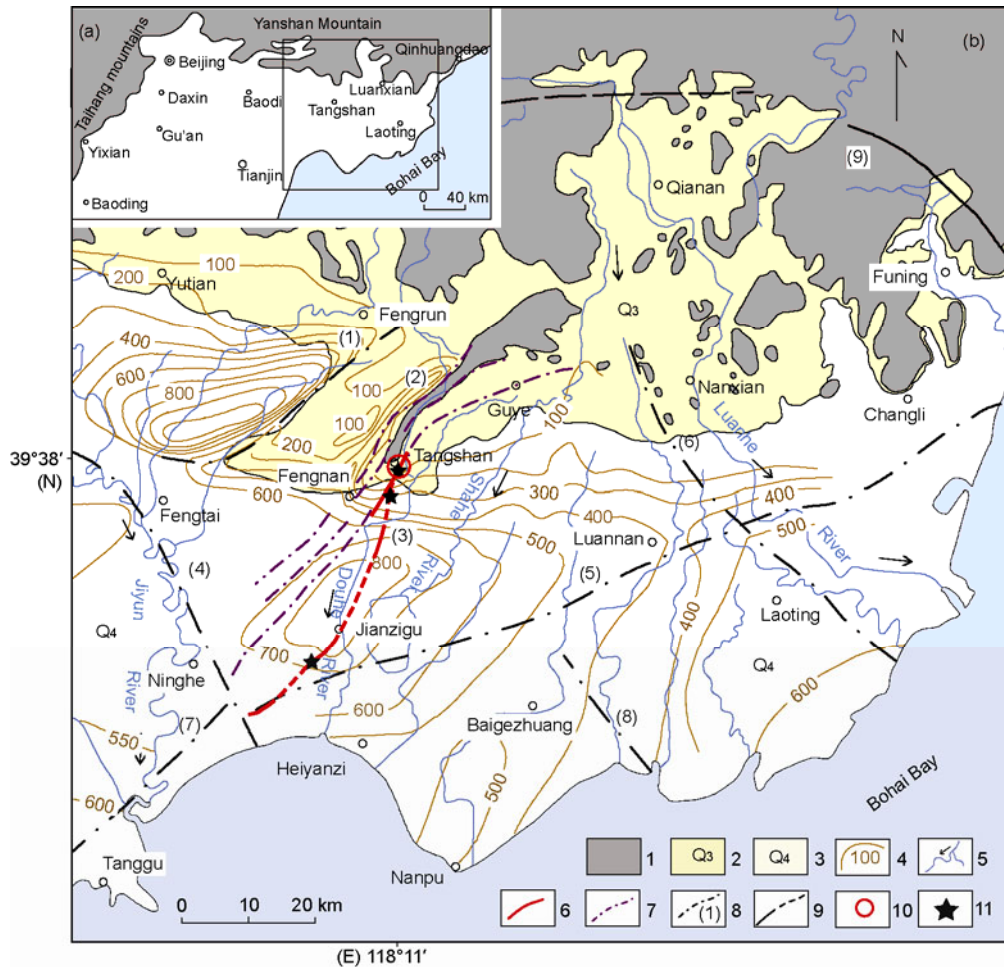 (a)
Yanshan Mountain
Qinhuangdao
N
(b)
Taihang mountains
Beijing
Daxin
Baodi
Luanxian
Tangshan
Gu'an
Laoting
Yixian
Tianjin
Bohai Bay
Baoding
0 40 km
(9)
Qianan
200
100
Yutian
Funing
Q3
Fengrun
400
(1)
600
(2)
100
800
100
Guye
Nanxian
Changli
100
Luanhe
200
(6)
39°38′
(N)
Tangshan
Fengnan
600
300
400
Shahe
Fengtai
400
500
(3)
500
Luannan
River
800
River
(4)
Douhe
(5)
Jiyun
Laoting
Jianzigu
400
Q4
700
Q4
Ninghe
River
600
River
600
Baigezhuang
(7)
(8)
550
Heiyanzi
500
Bohai Bay
600
Tanggu
Nanpu
1
Q3 2
Q4 3
100 4
5
6
7
(1) 8
9
10
11
0 10 20 km
(E) 118°11′